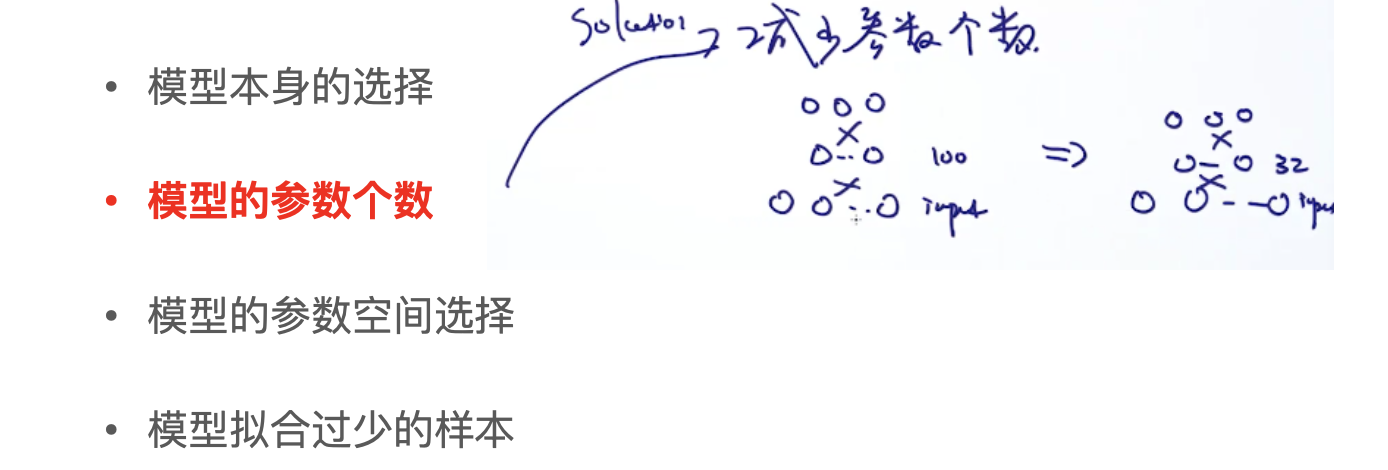 Solution
减少参数个数.
• 模型本身的选择
100 => 32
• 模型的参数个数
input
• 模型的参数空间选择
• 模型拟合过少的样本